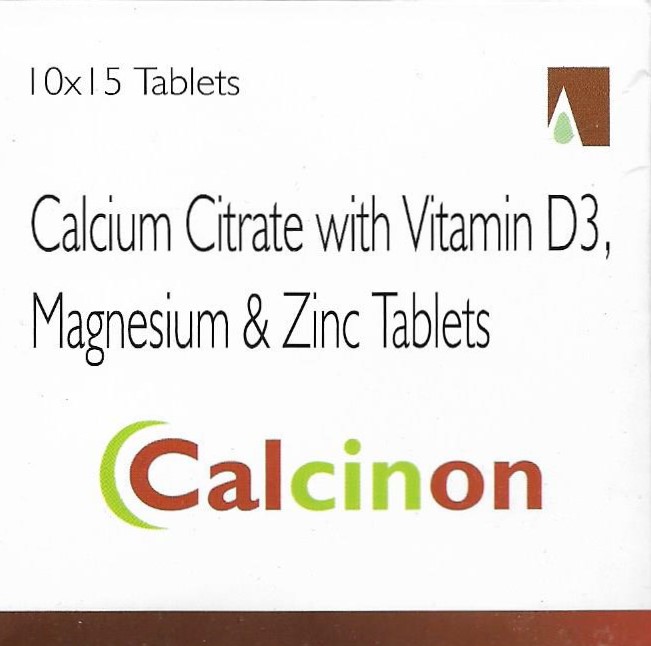 10x15 Tablets
Calcium Citrate with Vitamin D3,
Magnesium & Zinc Tablets
Calcinon